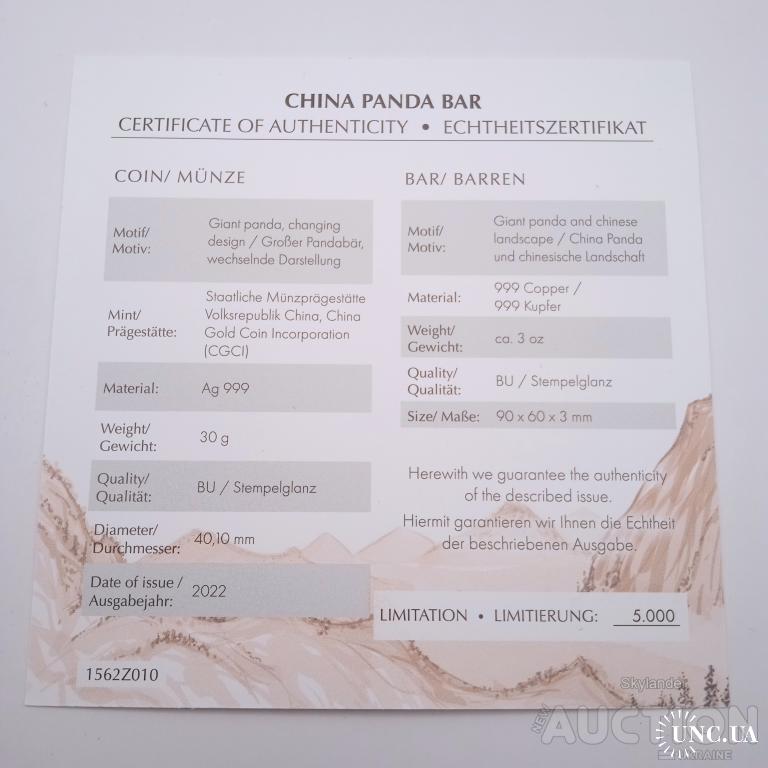 CHINA PANDA BAR
CERTIFICATE OF AUTHENTICITY • ECHTHEITSZERTIFIKAT
COIN/ MÜNZE
Motif/
Motiv:
Giant panda, changing
design / Großer Pandabär,
wechselnde Darstellung
Mint/
Prägestätte:
Staatliche Münzprägestätte
Volksrepublik China, China
Gold Coin Incorporation
(CGCI)
Material: Ag 999
Weight/
Gewicht:
30 g
Quality/
Qualität:
BU / Stempelglanz
Diameter/
Durchmesser:
40,10 mm
Date of issue /
Ausgabejahr:
2022
1562Z010
BAR/ BARREN
Motif/
Motiv:
Giant panda and chinese
landscape / China Panda
und chinesische Landschaft
Material:
999 Copper /
999 Kupfer
Weight/
Gewicht:
ca. 3 oz
Quality/
Qualität:
BU / Stempelglanz
Size/ Maße: 90 x 60 x 3 mm
Herewith we guarantee the authenticity
of the described issue.
Hiermit garantieren wir Ihnen die Echtheit
der beschriebenen Ausgabe.
LIMITATION • LIMITIERUNG: 5.000
Skylander
NEW
AUCTION
UNC.UA
UKRAINE